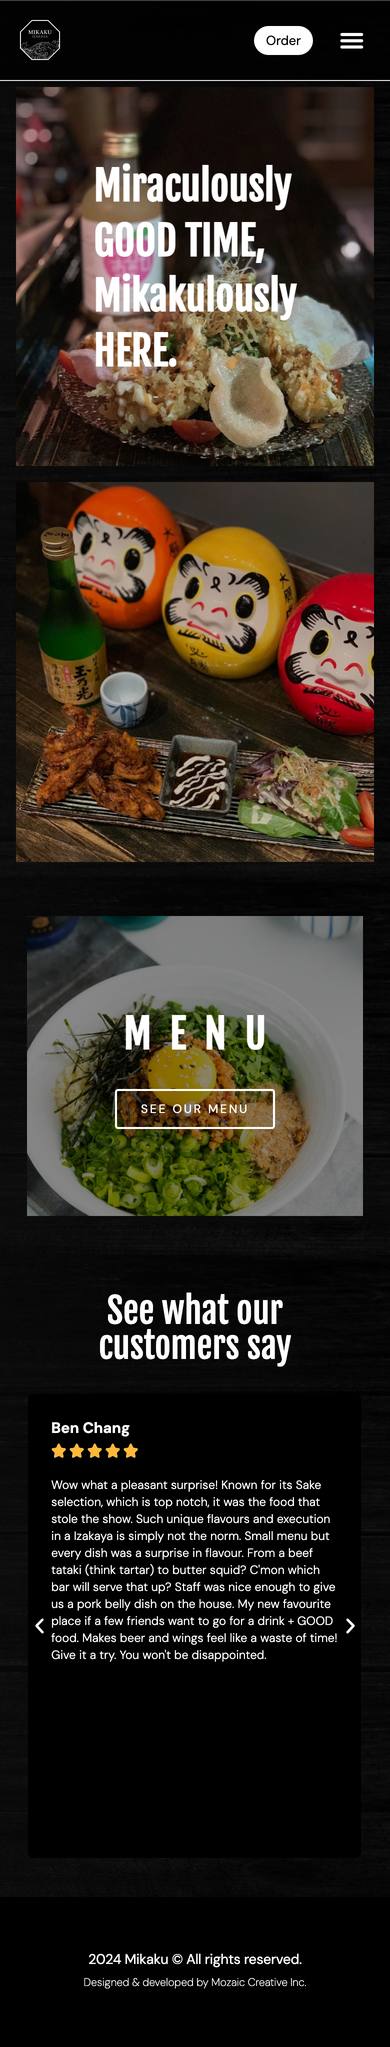 MIKAKU
Order
Miraculously
GOOD TIME,
Mikakulously
HERE.
MENU
SEE OUR MENU
See what our
customers say
Ben Chang
Wow what a pleasant surprise! Known for its Sake
selection, which is top notch, it was the food that
stole the show. Such unique flavours and execution
in a Izakaya is simply not the norm. Small menu but
every dish was a surprise in flavour. From a beef
tataki (think tartar) to butter squid? C'mon which
bar will serve that up? Staff was nice enough to give
us a pork belly dish on the house. My new favourite
place if a few friends want to go for a drink + GOOD
food. Makes beer and wings feel like a waste of time!
Give it a try. You won't be disappointed.
2024 Mikaku © All rights reserved.
Designed & developed by Mozaic Creative Inc.